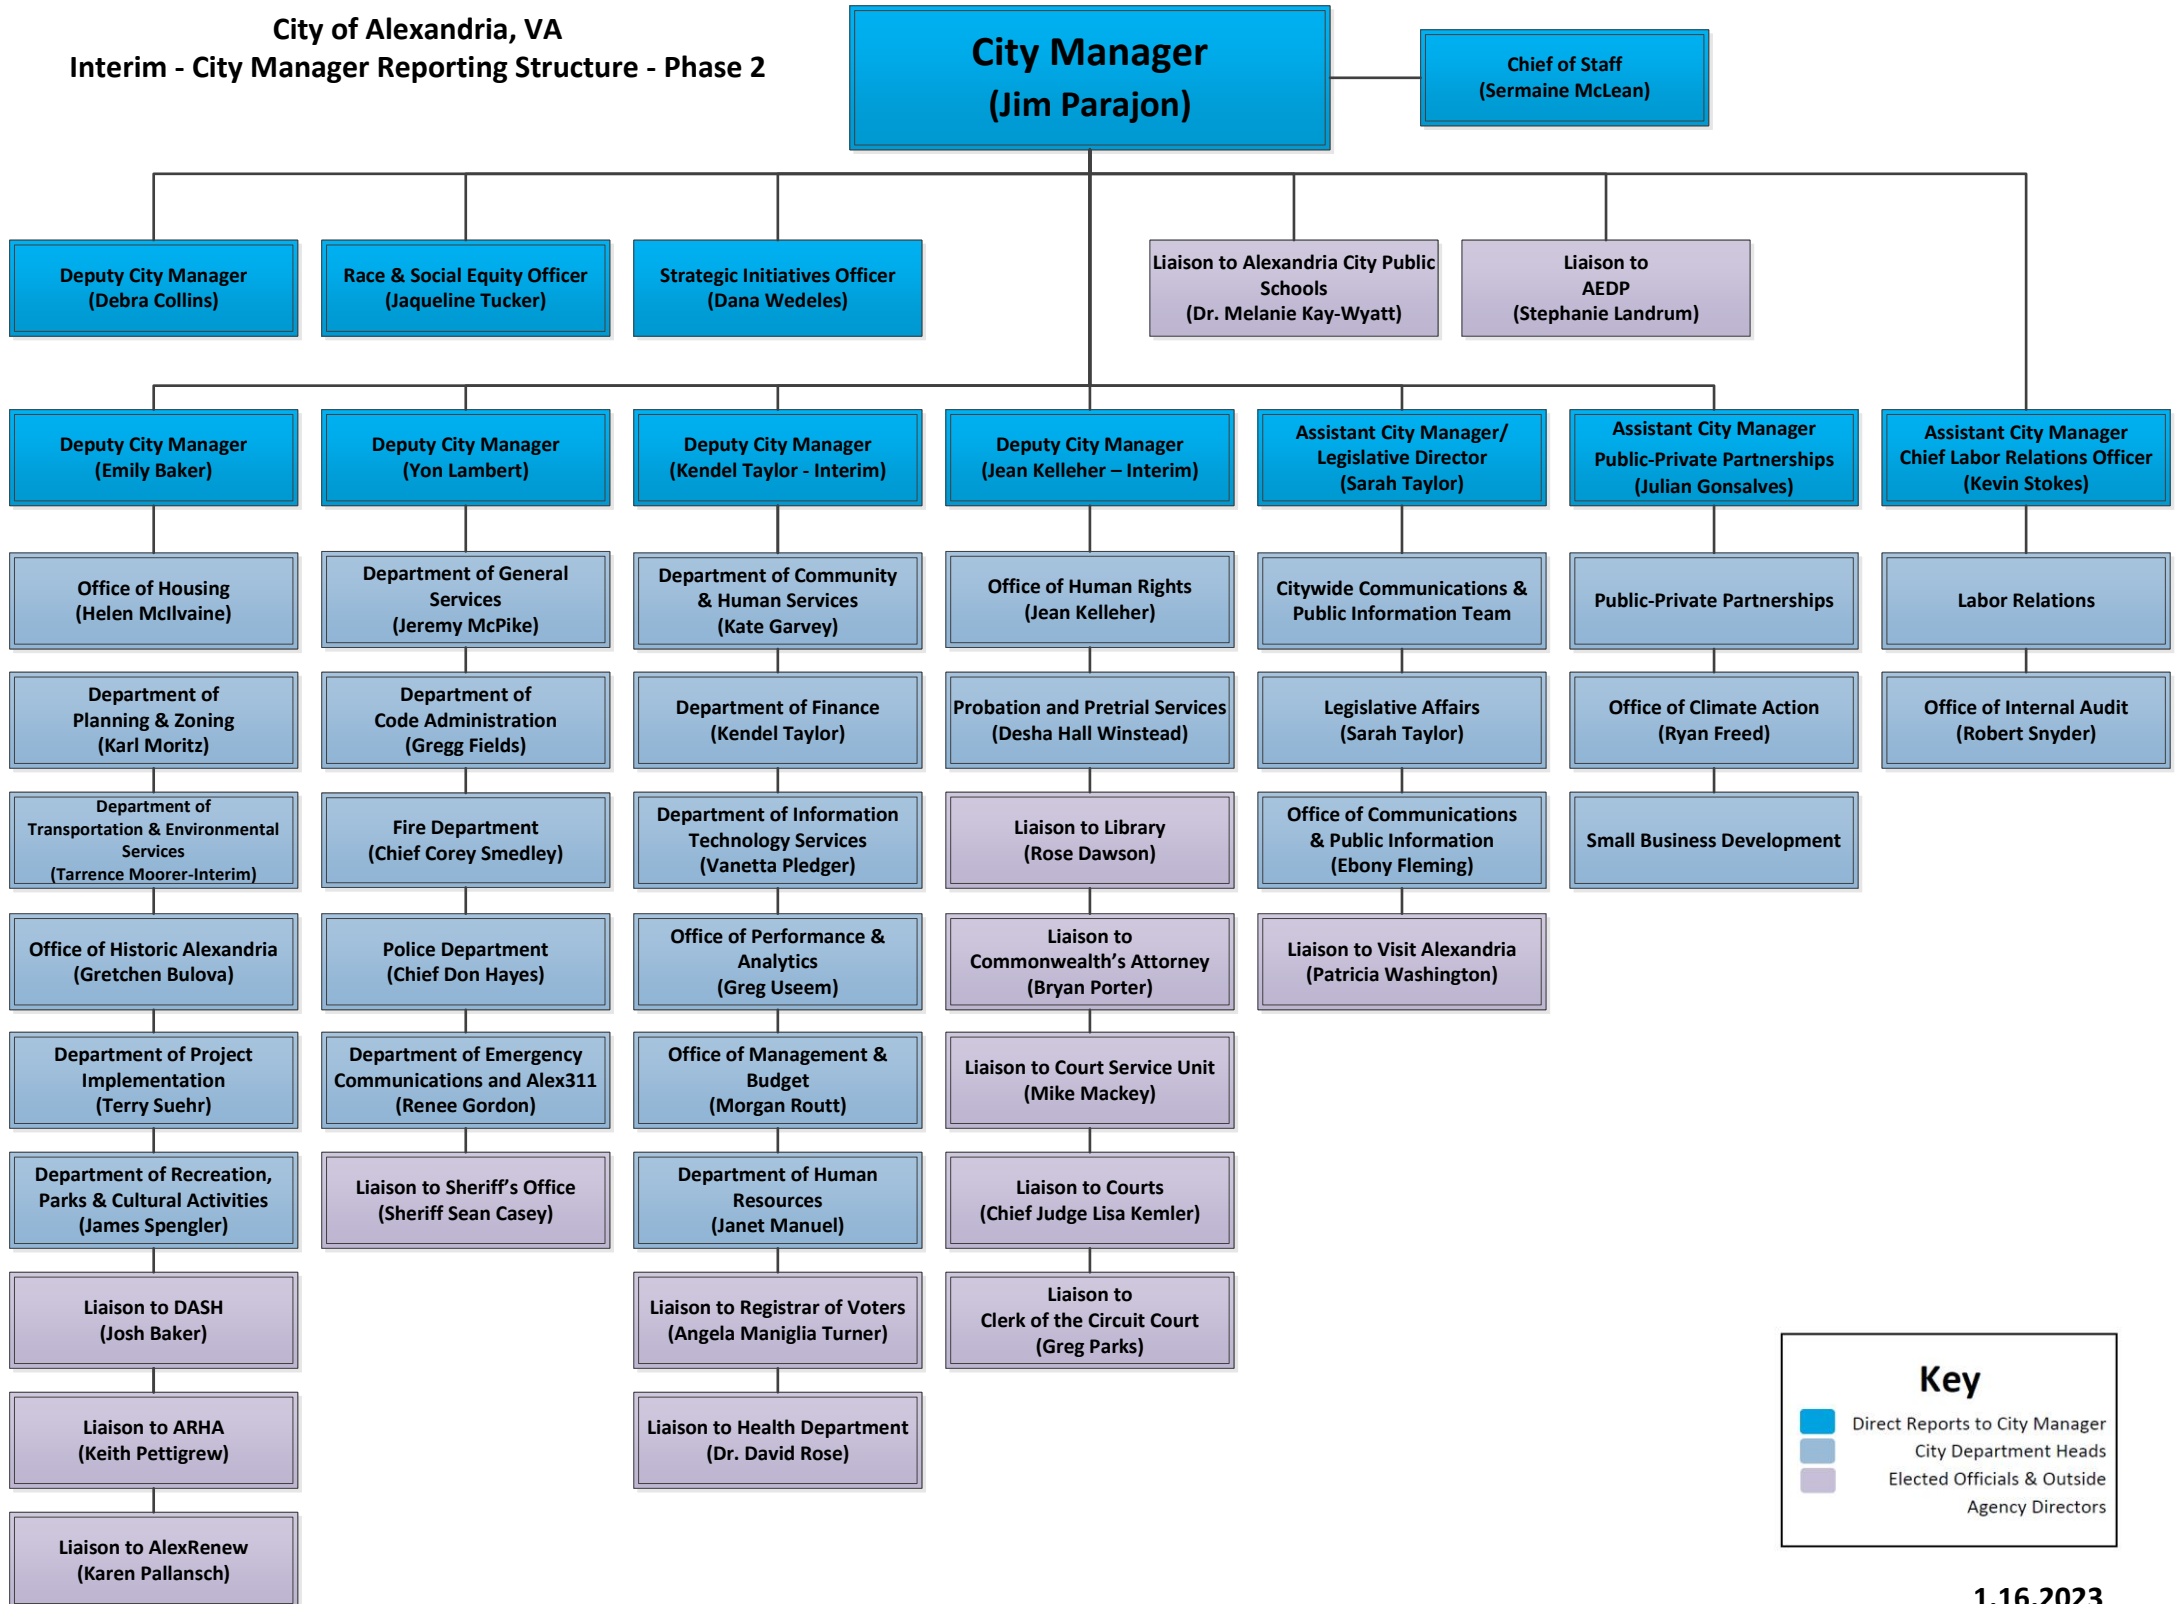 City of Alexandria, VA
Interim - City Manager Reporting Structure - Phase 2
City Manager
(Jim Parajon)
Chief of Staff
(Sermaine McLean)
Deputy City Manager
(Debra Collins)
Race & Social Equity Officer
(Jaqueline Tucker)
Strategic Initiatives Officer
(Dana Wedeles)
Liaison to Alexandria City Public
Schools
(Dr. Melanie Kay-Wyatt)
Liaison to
AEDP
(Stephanie Landrum)
Deputy City Manager
(Emily Baker)
Deputy City Manager
(Yon Lambert)
Deputy City Manager
(Kendel Taylor - Interim)
Deputy City Manager
(Jean Kelleher – Interim)
Assistant City Manager/
Legislative Director
(Sarah Taylor)
Assistant City Manager
Public-Private Partnerships
(Julian Gonsalves)
Assistant City Manager
Chief Labor Relations Officer
(Kevin Stokes)
Office of Housing
(Helen McIlvaine)
Department of General
Services
(Jeremy McPike)
Department of Community
& Human Services
(Kate Garvey)
Office of Human Rights
(Jean Kelleher)
Citywide Communications &
Public Information Team
Public-Private Partnerships
Labor Relations
Department of
Planning & Zoning
(Karl Moritz)
Department of
Code Administration
(Gregg Fields)
Department of Finance
(Kendel Taylor)
Probation and Pretrial Services
(Desha Hall Winstead)
Legislative Affairs
(Sarah Taylor)
Office of Climate Action
(Ryan Freed)
Office of Internal Audit
(Robert Snyder)
Department of
Transportation & Environmental
Services
(Tarrence Moorer-Interim)
Fire Department
(Chief Corey Smedley)
Department of Information
Technology Services
(Vanetta Pledger)
Liaison to Library
(Rose Dawson)
Office of Communications
& Public Information
(Ebony Fleming)
Small Business Development
Office of Historic Alexandria
(Gretchen Bulova)
Police Department
(Chief Don Hayes)
Office of Performance &
Analytics
(Greg Useem)
Liaison to
Commonwealth's Attorney
(Bryan Porter)
Liaison to Visit Alexandria
(Patricia Washington)
Department of Project
Implementation
(Terry Suehr)
Department of Emergency
Communications and Alex311
(Renee Gordon)
Office of Management &
Budget
(Morgan Routt)
Liaison to Court Service Unit
(Mike Mackey)
Department of Recreation,
Parks & Cultural Activities
(James Spengler)
Liaison to Sheriff's Office
(Sheriff Sean Casey)
Department of Human
Resources
(Janet Manuel)
Liaison to Courts
(Chief Judge Lisa Kemler)
Liaison to DASH
(Josh Baker)
Liaison to Registrar of Voters
(Angela Maniglia Turner)
Liaison to
Clerk of the Circuit Court
(Greg Parks)
Liaison to ARHA
(Keith Pettigrew)
Liaison to Health Department
(Dr. David Rose)
Liaison to AlexRenew
(Karen Pallansch)
Key
Direct Reports to City Manager
City Department Heads
Elected Officials & Outside
Agency Directors
1.16.2023